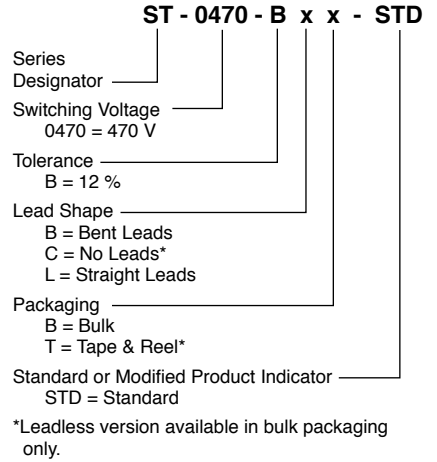 ST - 0470 - B x x - STD
Series
Designator
Switching Voltage
0470 = 470 V
Tolerance
B = 12 %
Lead Shape
B = Bent Leads
C = No Leads*
L = Straight Leads
Packaging
B = Bulk
T = Tape & Reel*
Standard or Modified Product Indicator
STD = Standard
*Leadless version available in bulk packaging
only.